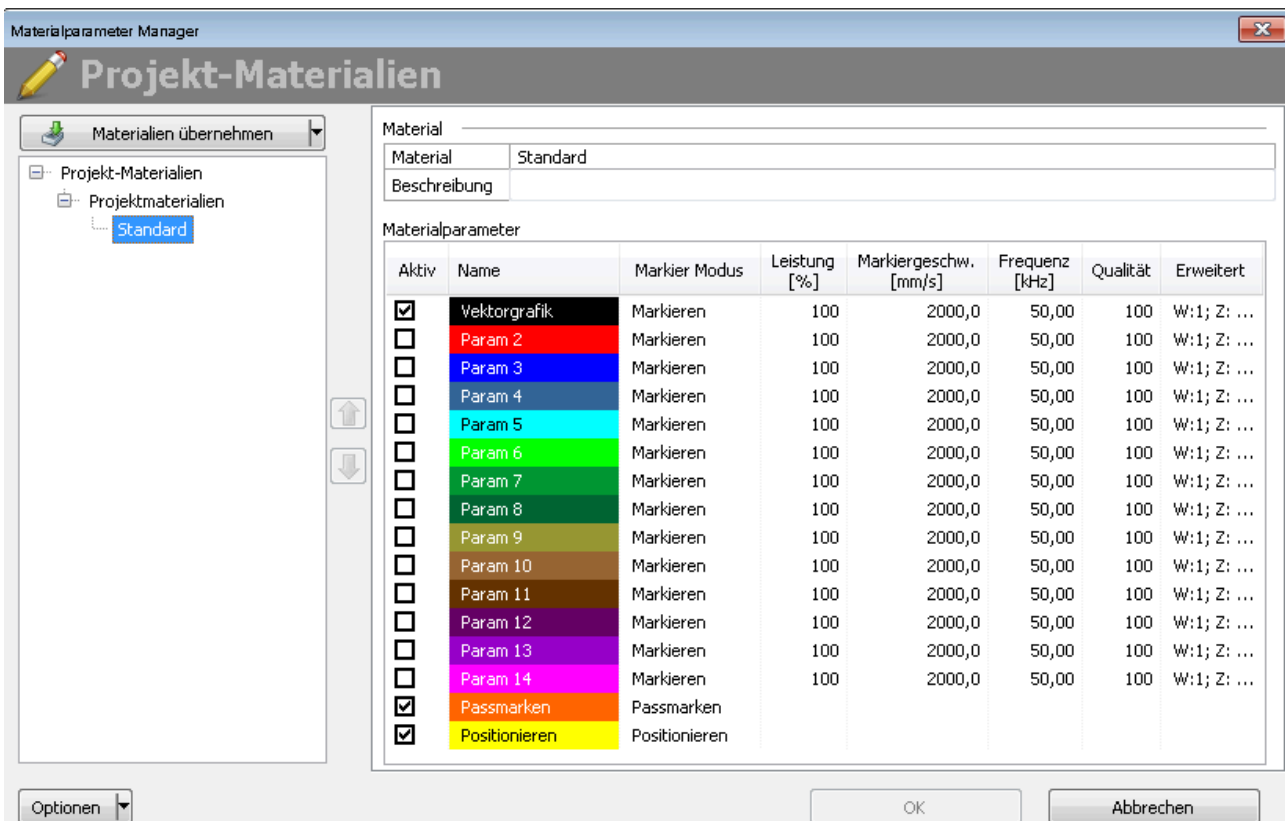 Materialparameter Manager
Projekt-Materialien
Materialien übernehmen
Projekt-Materialien
Projektmaterialien
Standard
Material
Material Standard
Beschreibung
Materialparameter
Aktiv Name Markier Modus Leistung [%] Markiergeschw. [mm/s] Frequenz [kHz] Qualität Erweitert
Vektorgrafik Markieren 100 2000,0 50,00 100 W:1; Z: ...
Param 2 Markieren 100 2000,0 50,00 100 W:1; Z: ...
Param 3 Markieren 100 2000,0 50,00 100 W:1; Z: ...
Param 4 Markieren 100 2000,0 50,00 100 W:1; Z: ...
Param 5 Markieren 100 2000,0 50,00 100 W:1; Z: ...
Param 6 Markieren 100 2000,0 50,00 100 W:1; Z: ...
Param 7 Markieren 100 2000,0 50,00 100 W:1; Z: ...
Param 8 Markieren 100 2000,0 50,00 100 W:1; Z: ...
Param 9 Markieren 100 2000,0 50,00 100 W:1; Z: ...
Param 10 Markieren 100 2000,0 50,00 100 W:1; Z: ...
Param 11 Markieren 100 2000,0 50,00 100 W:1; Z: ...
Param 12 Markieren 100 2000,0 50,00 100 W:1; Z: ...
Param 13 Markieren 100 2000,0 50,00 100 W:1; Z: ...
Param 14 Markieren 100 2000,0 50,00 100 W:1; Z: ...
Passmarken Passmarken
Positionieren Positionieren
Optionen OK Abbrechen